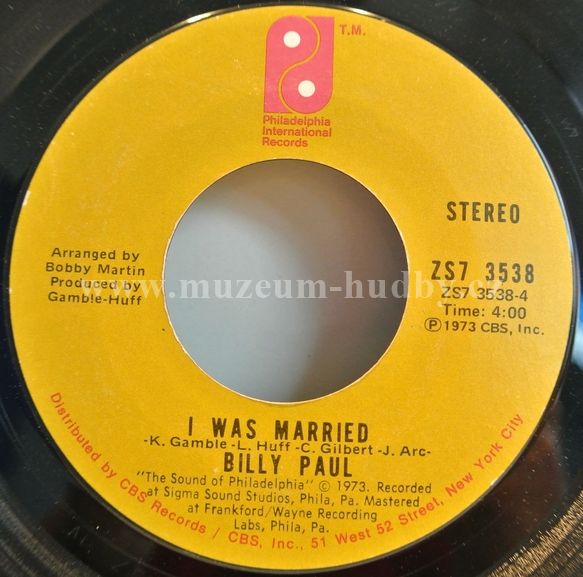 T.M.
Philadelphia
International
Records
STEREO
Arranged by
Bobby Martin
Produced by
Gamble-Huff
ZS7 3538
ZS7 3538-4
Time: 4:00
Ⓟ1973 CBS, Inc.
www.muzeum-hudby.cz
I WAS MARRIED
-K. Gamble-L. Huff-C. Gilbert-J. Arc-
BILLY PAUL
"The Sound of Philadelphia" © 1973. Recorded
at Sigma Sound Studios, Phila, Pa. Mastered
at Frankford/Wayne Recording
Labs, Phila, Pa.
Distributed by CBS Records / CBS, Inc., 51 West 52 Street, New York City